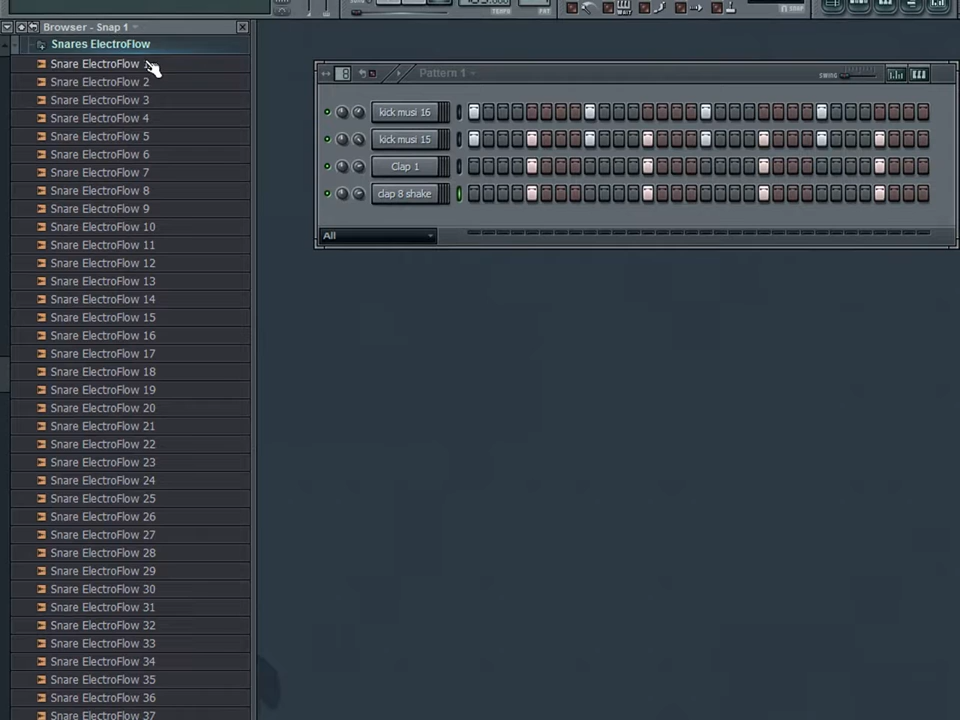 TEMPO
PAT
WAIT
SNAP
Browser - Snap 1
Snares ElectroFlow
Snare ElectroFlow
Snare ElectroFlow 2
Snare ElectroFlow 3
Snare ElectroFlow 4
Snare ElectroFlow 5
Snare ElectroFlow 6
Snare ElectroFlow 7
Snare ElectroFlow 8
Snare ElectroFlow 9
Snare ElectroFlow 10
Snare ElectroFlow 11
Snare ElectroFlow 12
Snare ElectroFlow 13
Snare ElectroFlow 14
Snare ElectroFlow 15
Snare ElectroFlow 16
Snare ElectroFlow 17
Snare ElectroFlow 18
Snare ElectroFlow 19
Snare ElectroFlow 20
Snare ElectroFlow 21
Snare ElectroFlow 22
Snare ElectroFlow 23
Snare ElectroFlow 24
Snare ElectroFlow 25
Snare ElectroFlow 26
Snare ElectroFlow 27
Snare ElectroFlow 28
Snare ElectroFlow 29
Snare ElectroFlow 30
Snare ElectroFlow 31
Snare ElectroFlow 32
Snare ElectroFlow 33
Snare ElectroFlow 34
Snare ElectroFlow 35
Snare ElectroFlow 36
Snare ElectroFlow 37
Pattern 1
SWING
kick musi 16
kick musi 15
Clap 1
clap 8 shake
All